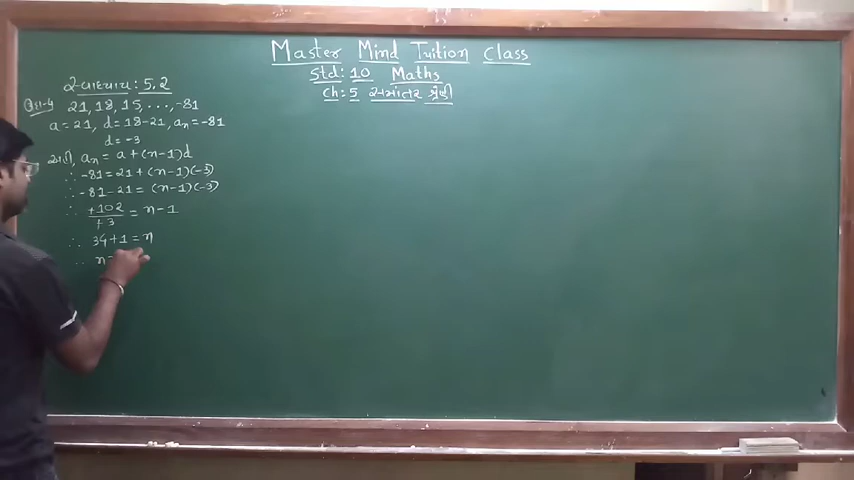 Master Mind Tuition Class
Std: 10 Maths
Ch: 5 સમાંતર શ્રેણી
સ્વાધ્યાય: 5.2
21, 18, 15, ..., -81
a = 21, d = 18-21, an = -81
d = -3
an = a + (n-1)d
∴ -81 = 21 + (n-1)(-3)
∴ -81-21 = (n-1)(-3)
∴ +102/+3 = n-1
∴ 34+1 = n
∴ n =